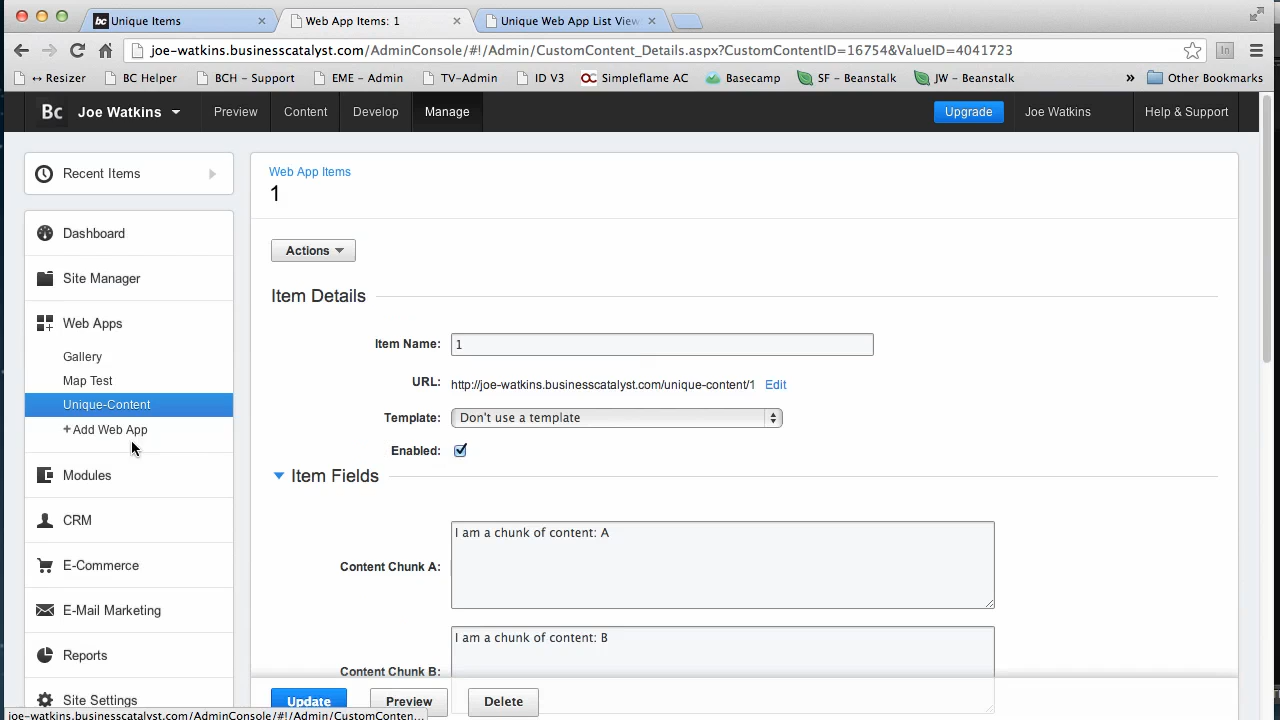 bc Unique Items
Web App Items: 1
Unique Web App List View
joe-watkins.businesscatalyst.com/AdminConsole/#!/Admin/CustomContent_Details.aspx?CustomContentID=16754&ValueID=4041723
↔ Resizer BC Helper BCH – Support EME – Admin TV-Admin ID V3 Simpleflame AC Basecamp SF – Beanstalk JW – Beanstalk » Other Bookmarks
Bc Joe Watkins Preview Content Develop Manage Upgrade Joe Watkins Help & Support
Recent Items
Dashboard
Site Manager
Web Apps
Gallery
Map Test
Unique-Content
+ Add Web App
Modules
CRM
E-Commerce
E-Mail Marketing
Reports
Site Settings
Web App Items
1
Actions
Item Details
Item Name: 1
URL: http://joe-watkins.businesscatalyst.com/unique-content/1 Edit
Template: Don't use a template
Enabled:
Item Fields
Content Chunk A: I am a chunk of content: A
Content Chunk B: I am a chunk of content: B
Update Preview Delete
joe-watkins.businesscatalyst.com/AdminConsole/#!/Admin/CustomConten...